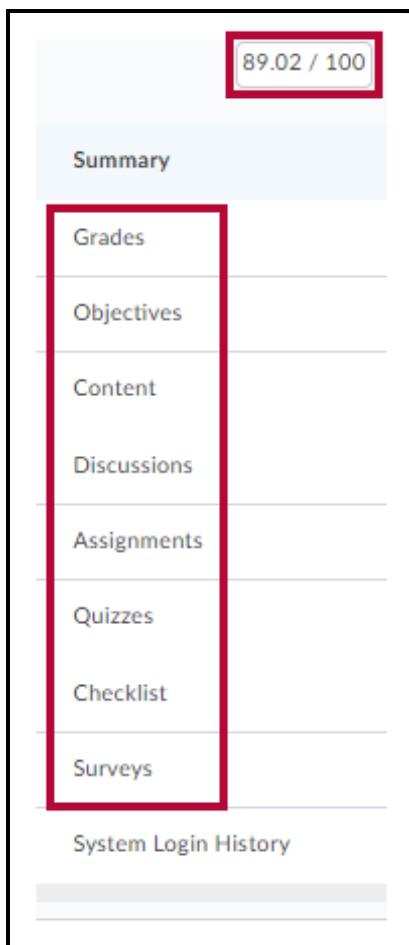 89.02 / 100
Summary
Grades
Objectives
Content
Discussions
Assignments
Quizzes
Checklist
Surveys
System Login History